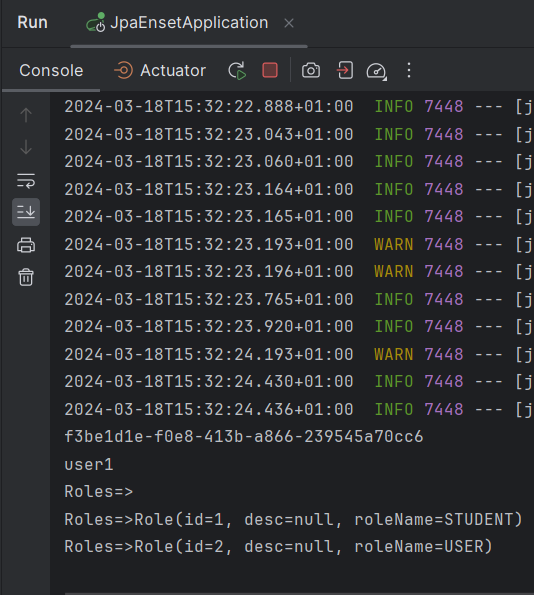 Run JpaEnsetApplication
Console Actuator
2024-03-18T15:32:22.888+01:00 INFO 7448 --- [j
2024-03-18T15:32:23.043+01:00 INFO 7448 --- [j
2024-03-18T15:32:23.060+01:00 INFO 7448 --- [j
2024-03-18T15:32:23.164+01:00 INFO 7448 --- [j
2024-03-18T15:32:23.165+01:00 INFO 7448 --- [j
2024-03-18T15:32:23.193+01:00 WARN 7448 --- [j
2024-03-18T15:32:23.196+01:00 WARN 7448 --- [j
2024-03-18T15:32:23.765+01:00 INFO 7448 --- [j
2024-03-18T15:32:23.920+01:00 INFO 7448 --- [j
2024-03-18T15:32:24.193+01:00 WARN 7448 --- [j
2024-03-18T15:32:24.430+01:00 INFO 7448 --- [j
2024-03-18T15:32:24.436+01:00 INFO 7448 --- [j
f3be1d1e-f0e8-413b-a866-239545a70cc6
user1
Roles=>
Roles=>Role(id=1, desc=null, roleName=STUDENT)
Roles=>Role(id=2, desc=null, roleName=USER)